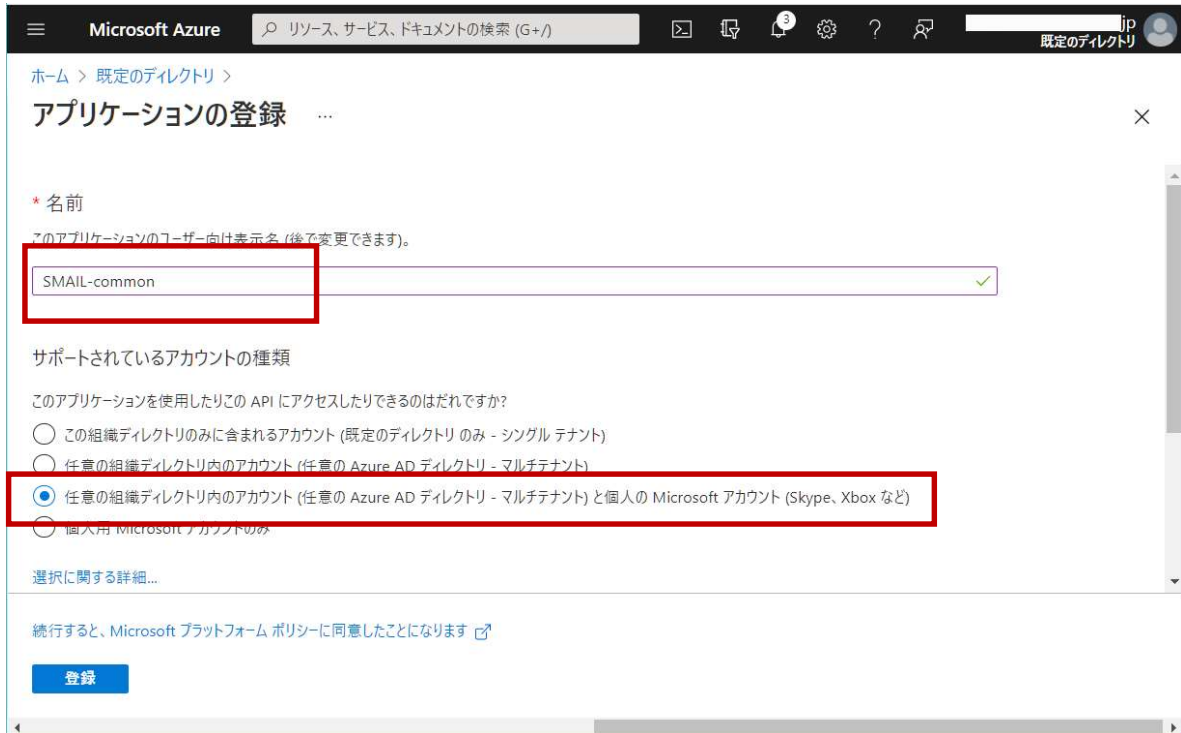 Microsoft Azure
リソース、サービス、ドキュメントの検索 (G+/)
3
jp
既定のディレクトリ
ホーム > 既定のディレクトリ >
アプリケーションの登録 …
* 名前
このアプリケーションのユーザー向け表示名 (後で変更できます)。
SMAIL-common
サポートされているアカウントの種類
このアプリケーションを使用したりこの API にアクセスしたりできるのはだれですか?
この組織ディレクトリのみに含まれるアカウント (既定のディレクトリ のみ - シングル テナント)
任意の組織ディレクトリ内のアカウント (任意の Azure AD ディレクトリ - マルチテナント)
任意の組織ディレクトリ内のアカウント (任意の Azure AD ディレクトリ - マルチテナント) と個人の Microsoft アカウント (Skype、Xbox など)
個人用 Microsoft アカウントのみ
選択に関する詳細...
続行すると、Microsoft プラットフォーム ポリシーに同意したことになります
登録